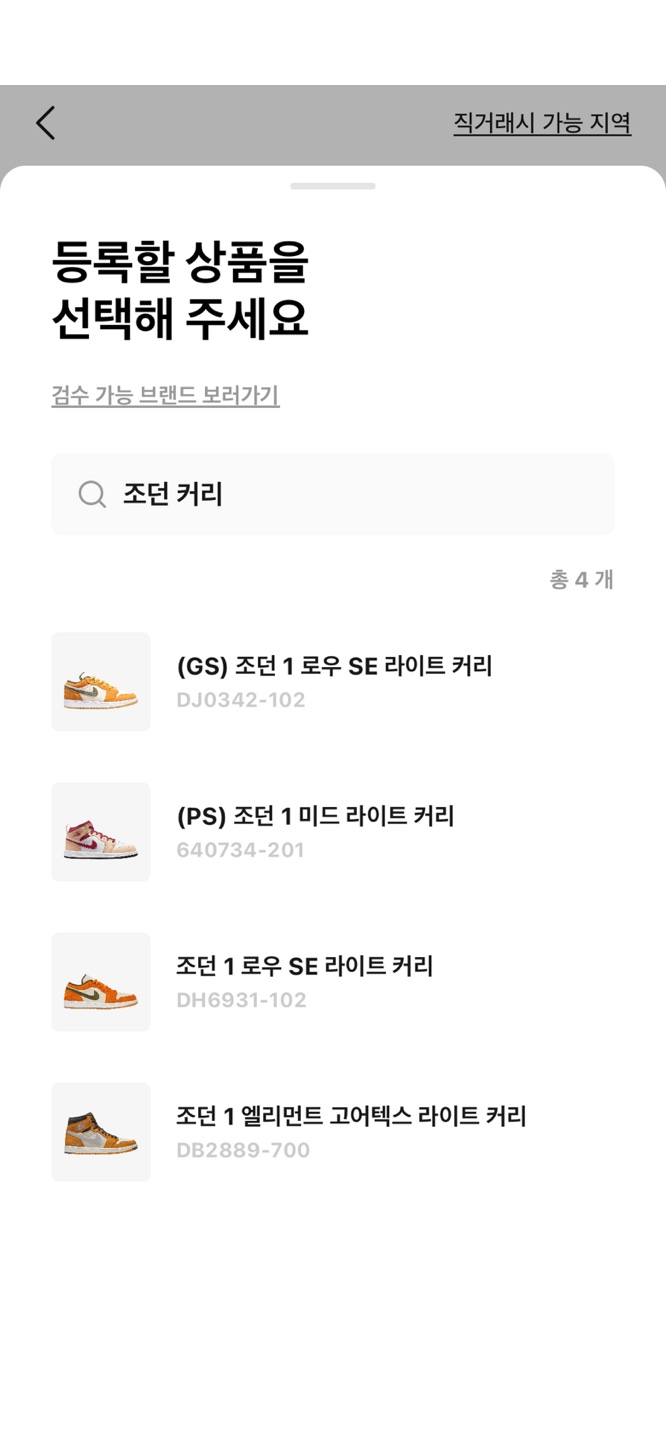 직거래시 가능 지역
등록할 상품을
선택해 주세요
검수 가능 브랜드 보러가기
조던 커리
총 4 개
(GS) 조던 1 로우 SE 라이트 커리
DJ0342-102
(PS) 조던 1 미드 라이트 커리
640734-201
조던 1 로우 SE 라이트 커리
DH6931-102
조던 1 엘리먼트 고어텍스 라이트 커리
DB2889-700